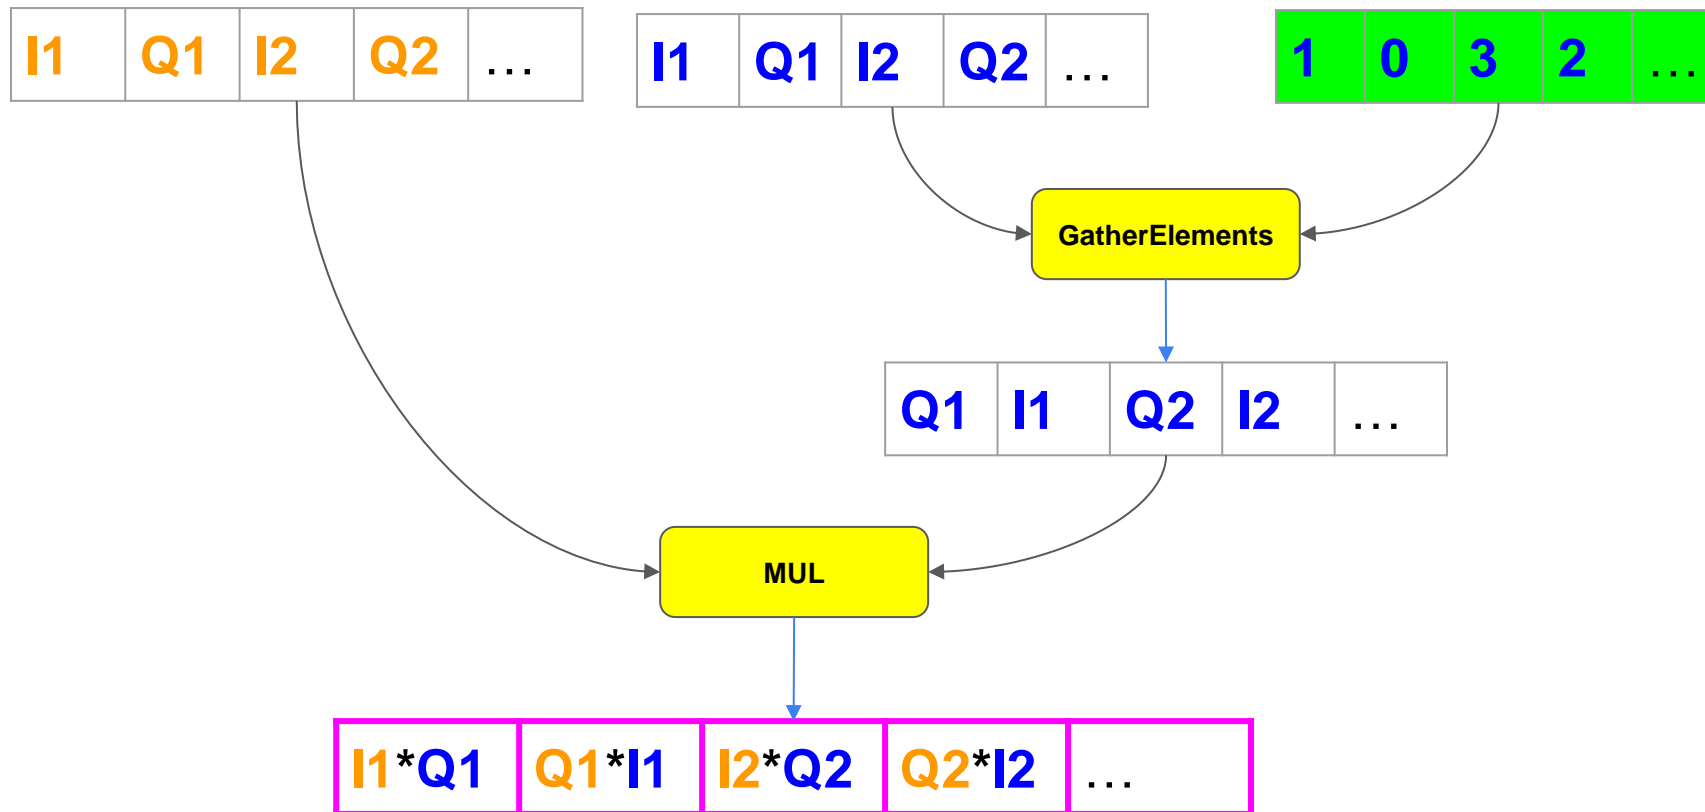 I1 Q1 I2 Q2 ...
I1 Q1 I2 Q2 ...
1 0 3 2 ...
GatherElements
Q1 I1 Q2 I2 ...
MUL
I1*Q1 Q1*I1 I2*Q2 Q2*I2 ...